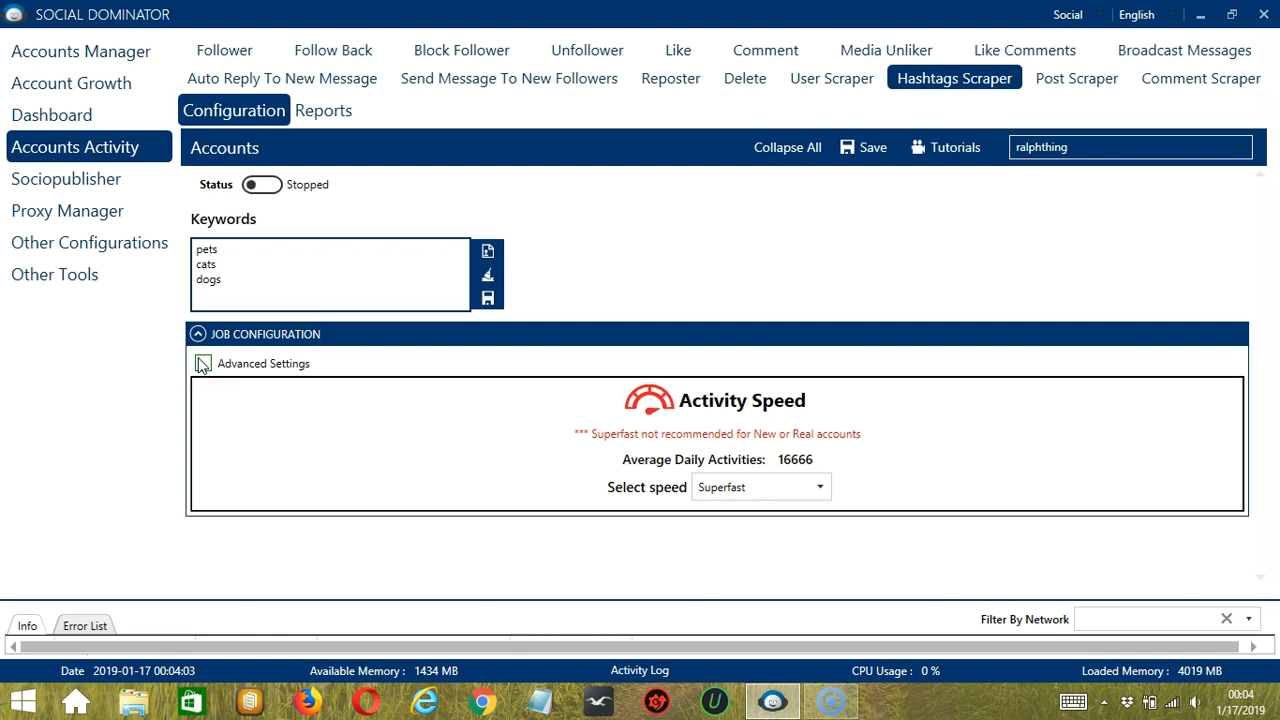 SOCIAL DOMINATOR
Social English
Accounts Manager
Account Growth
Dashboard
Accounts Activity
Sociopublisher
Proxy Manager
Other Configurations
Other Tools
Follower Follow Back Block Follower Unfollower Like Comment Media Unliker Like Comments Broadcast Messages
Auto Reply To New Message Send Message To New Followers Reposter Delete User Scraper Hashtags Scraper Post Scraper Comment Scraper
Configuration Reports
Accounts Collapse All Save Tutorials ralphthing
Status Stopped
Keywords
pets
cats
dogs
JOB CONFIGURATION
Advanced Settings
Activity Speed
*** Superfast not recommended for New or Real accounts
Average Daily Activities: 16666
Select speed Superfast
Info Error List Filter By Network
Date 2019-01-17 00:04:03 Available Memory : 1434 MB Activity Log CPU Usage : 0 % Loaded Memory : 4019 MB
00:04
1/17/2019